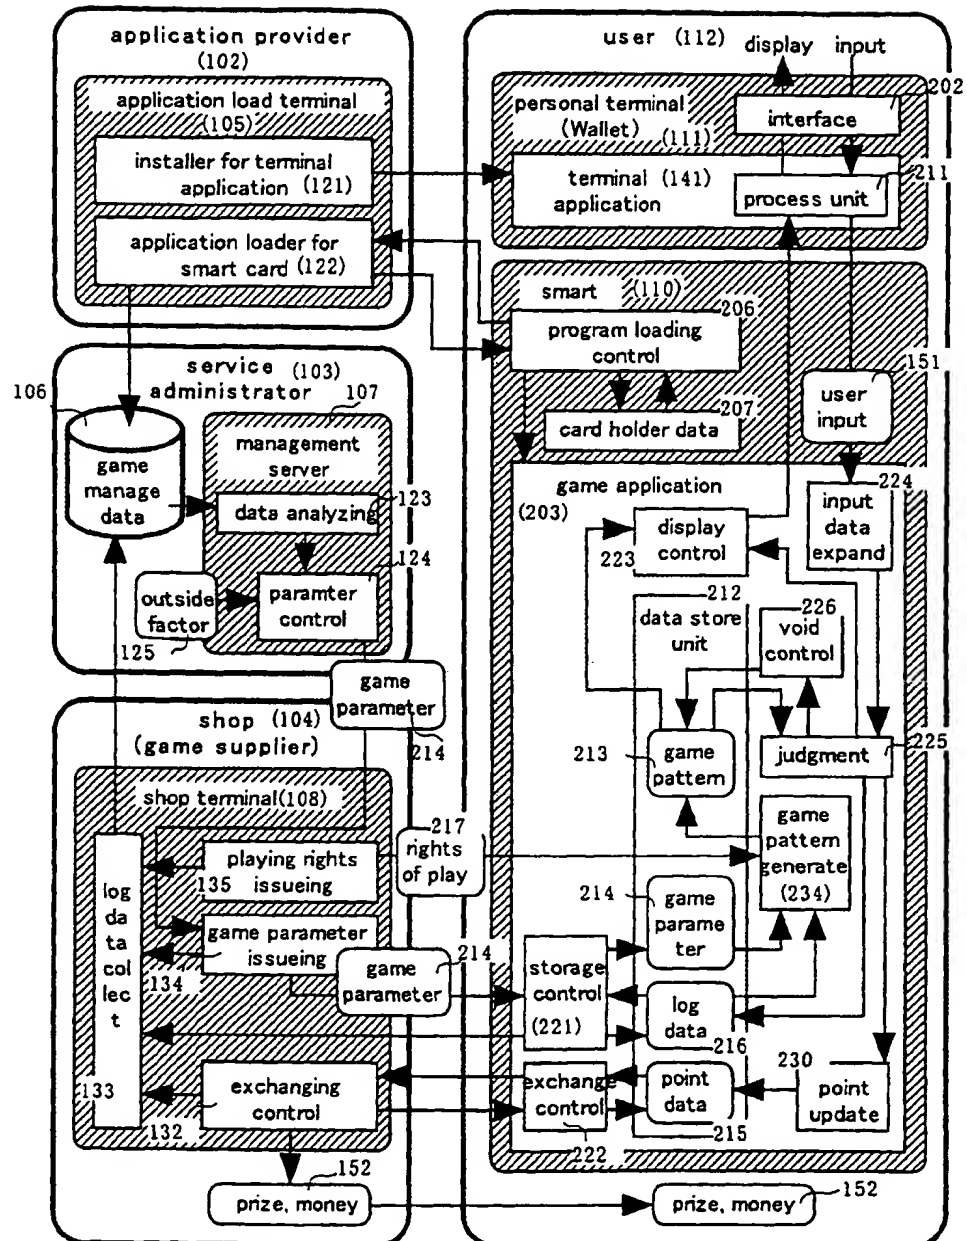 application provider
(102)
application load terminal
(105)
installer for terminal
application (121)
application loader for
smart card (122)
service (103)
administrator
106
107
game
manage
data
management
server
123
data analyzing
124
outside
factor
125
paramter
control
game
parameter
214
shop (104)
(game supplier)
shop terminal(108)
log
da
ta
col
lec
t
playing rights
135 issueing
game parameter
issueing
134
game
parameter
214
217
rights
of play
133
exchanging
control
132
152
prize, money
user (112)
display input
202
personal terminal
(Wallet)
(111)
interface
terminal (141)
application
211
process unit
smart (110)
206
program loading
control
207
card holder data
151
user
input
game application
(203)
224
input
data
expand
display
control
223
212
data store
unit
226
void
control
213
game
pattern
judgment
225
game
pattern
generate
(234)
214
game
parame
ter
storage
control
(221)
log
data
216
230
exchange
control
222
point
data
215
point
update
prize, money
152